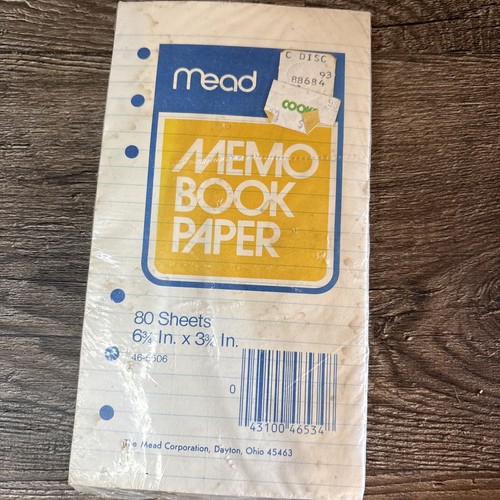 mead
C DISC
93
88684
COOK
$
MEMO
BOOK
PAPER
80 Sheets
6¾ In. x 3¾ In.
0
43100 46534
The Mead Corporation, Dayton, Ohio 45463